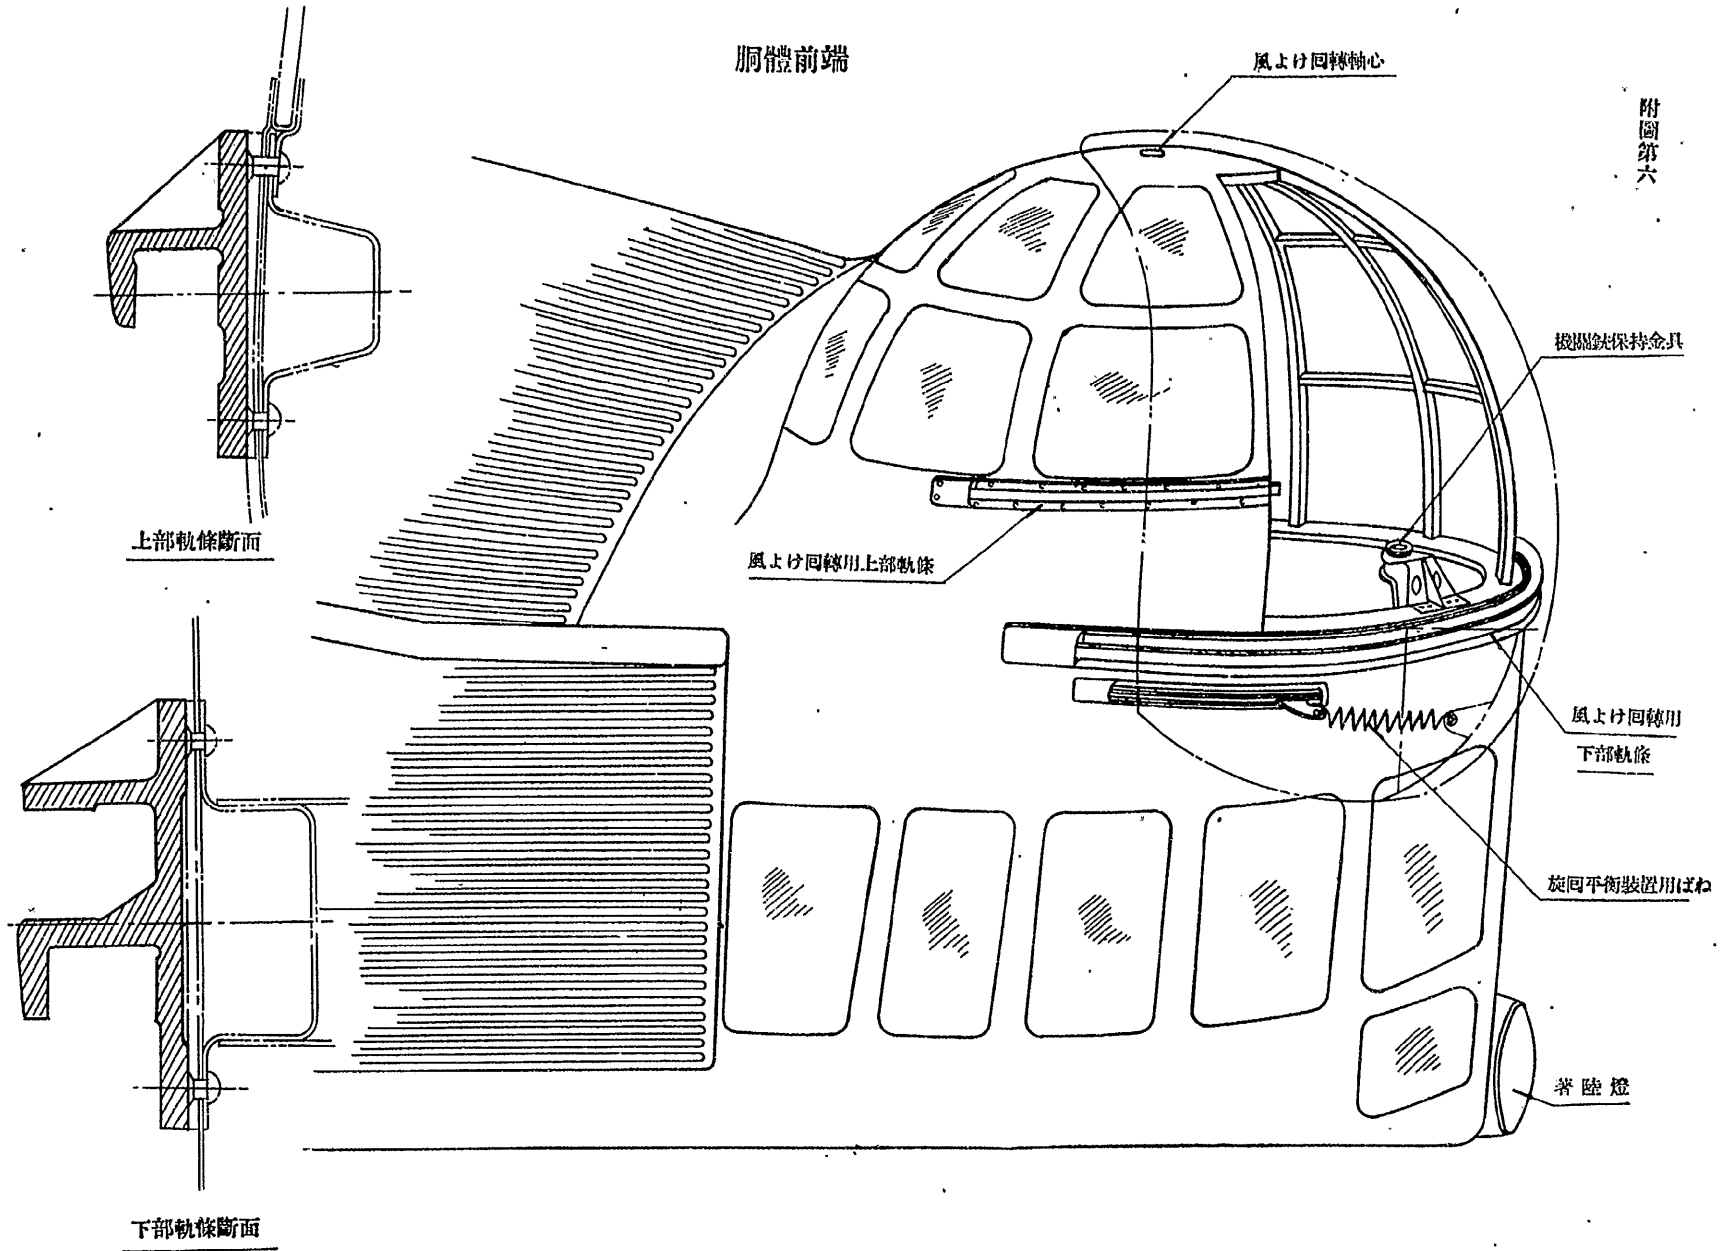 胴體前端
附圖第六
風よけ回轉軸心
機關銃保持金具
上部軌條斷面
風よけ回轉用上部軌條
風よけ回轉用
下部軌條
旋回平衡裝置用ばね
著陸燈
下部軌條斷面